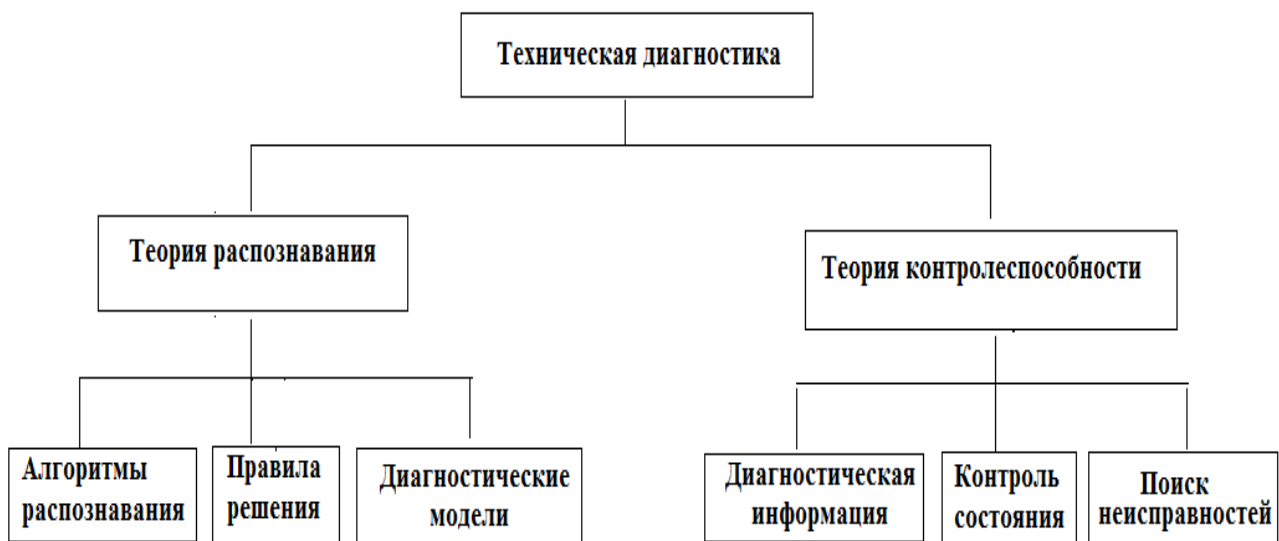 Техническая диагностика
Теория распознавания
Теория контролеспособности
Алгоритмы
распознавания
Правила
решения
Диагностические
модели
Диагностическая
информация
Контроль
состояния
Поиск
неисправностей